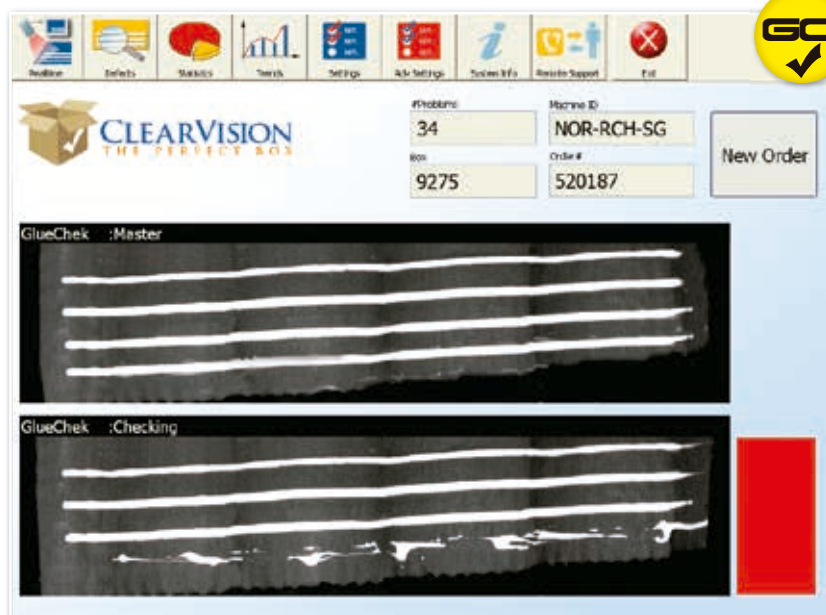 GC
Realtime
Defects
Statistics
Trends
Settings
Adv Settings
System Info
Remote Support
Exit
CLEARVISION
THE PERFECT BOX
#Problems
34
Machine ID
NOR-RCH-SG
Box
9275
Order #
520187
New Order
GlueChek :Master
GlueChek :Checking